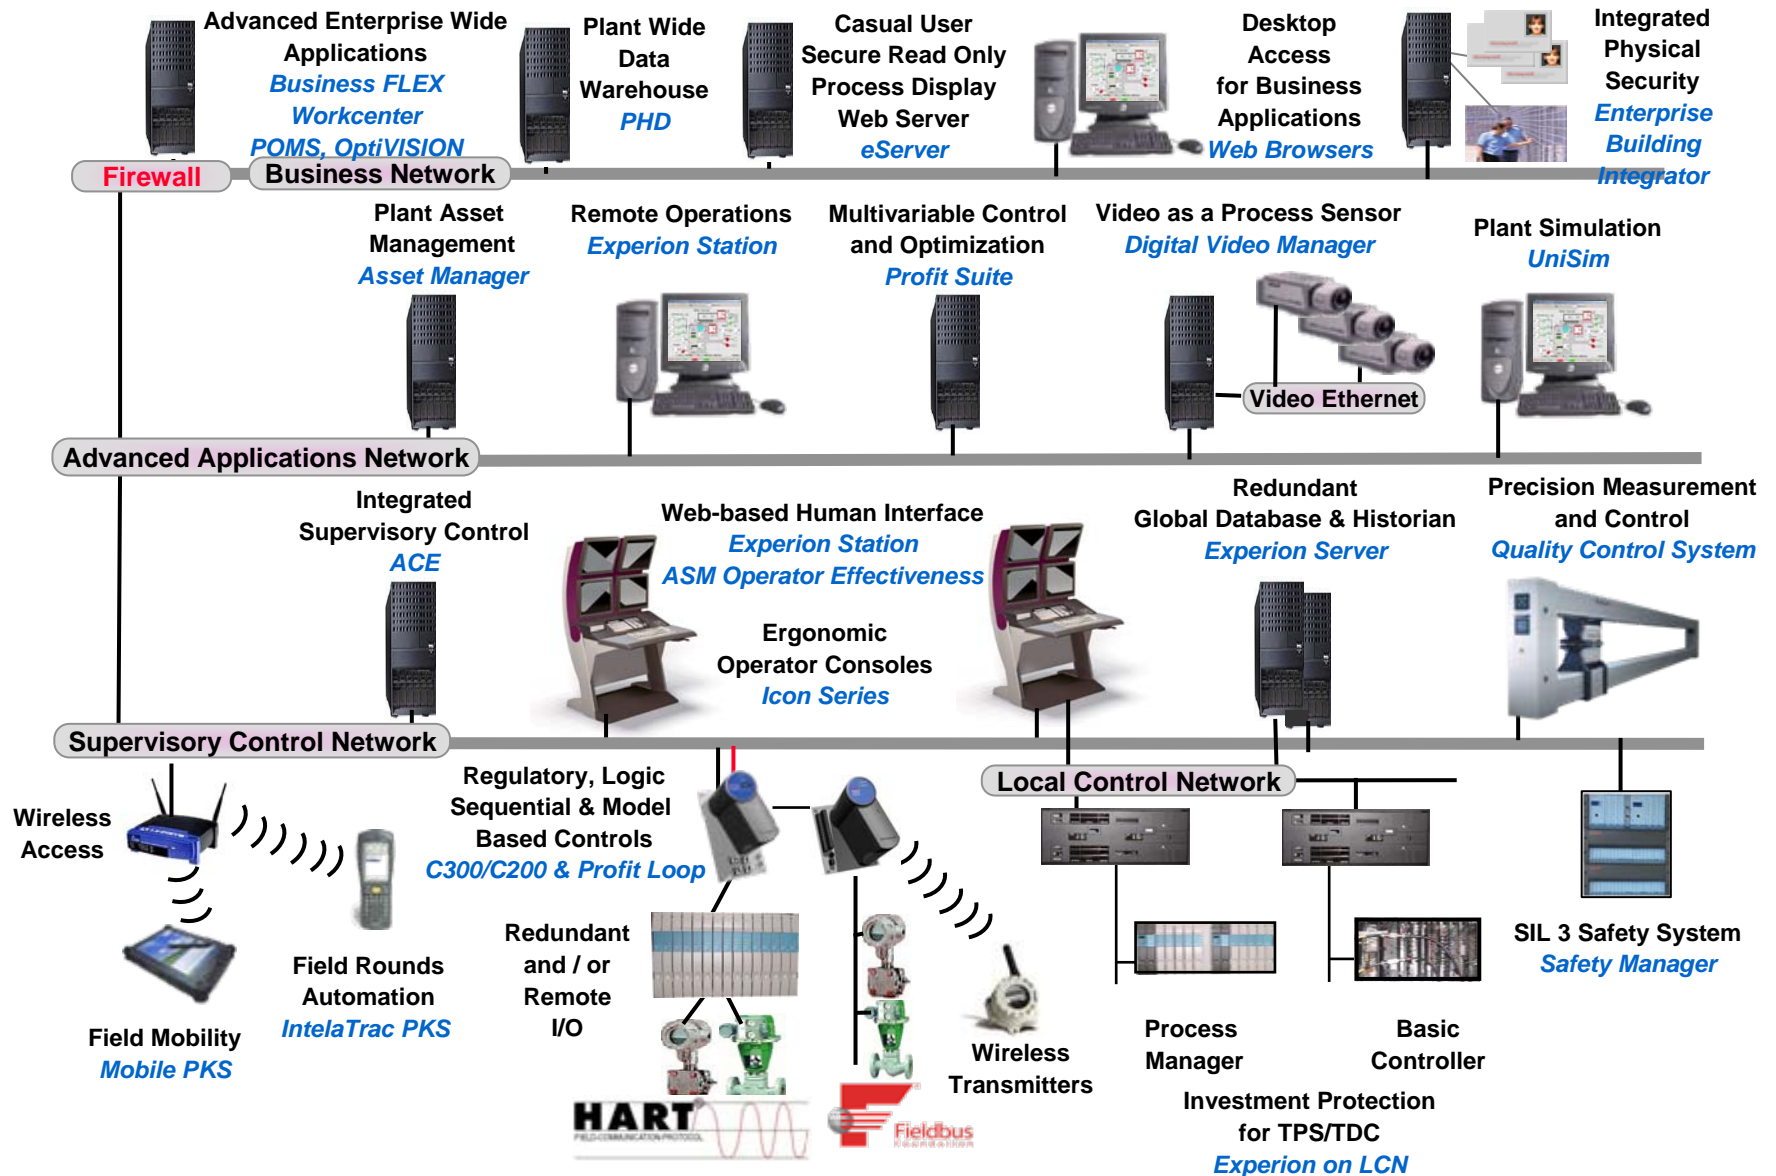 Advanced Enterprise Wide
Applications
Business FLEX
Workcenter
POMS, OptiVISION
Plant Wide
Data
Warehouse
PHD
Casual User
Secure Read Only
Process Display
Web Server
eServer
Desktop
Access
for Business
Applications
Web Browsers
Integrated
Physical
Security
Enterprise
Building
Integrator
Firewall
Business Network
Plant Asset
Management
Asset Manager
Remote Operations
Experion Station
Multivariable Control
and Optimization
Profit Suite
Video as a Process Sensor
Digital Video Manager
Plant Simulation
UniSim
Video Ethernet
Advanced Applications Network
Integrated
Supervisory Control
ACE
Web-based Human Interface
Experion Station
ASM Operator Effectiveness
Ergonomic
Operator Consoles
Icon Series
Redundant
Global Database & Historian
Experion Server
Precision Measurement
and Control
Quality Control System
Supervisory Control Network
Wireless
Access
Regulatory, Logic
Sequential & Model
Based Controls
C300/C200 & Profit Loop
Local Control Network
Field Mobility
Mobile PKS
Field Rounds
Automation
IntelaTrac PKS
Redundant
and / or
Remote
I/O
Wireless
Transmitters
Process
Manager
Basic
Controller
SIL 3 Safety System
Safety Manager
HART
FIELD COMMUNICATION PROTOCOL
Fieldbus
FOUNDATION
Investment Protection
for TPS/TDC
Experion on LCN